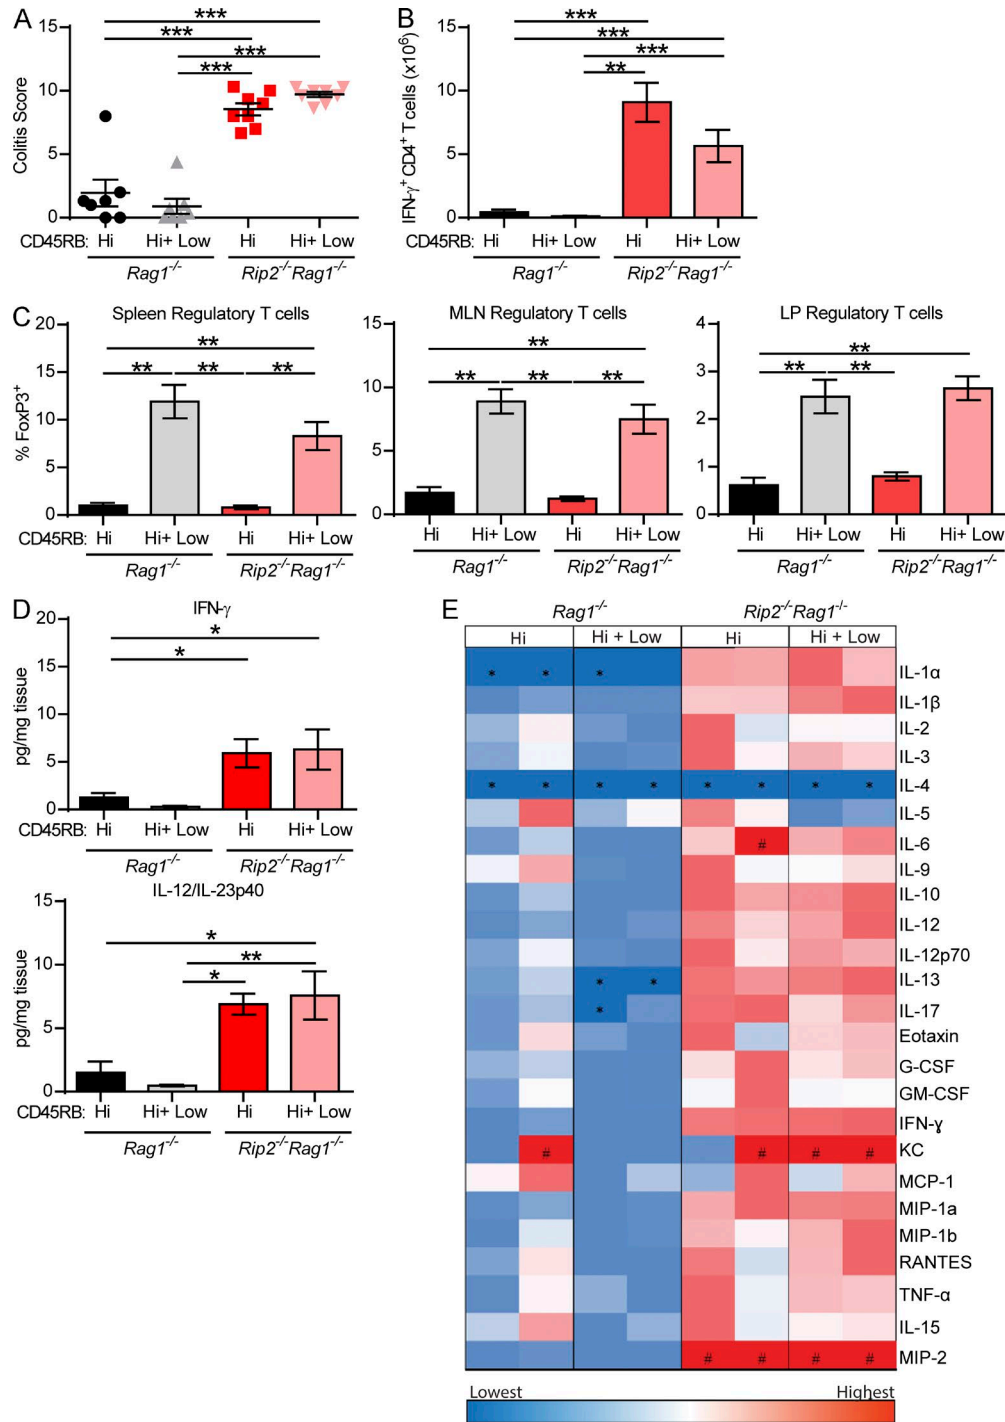 A
Colitis Score
15
10
5
0
***
***
***
***
CD45RB: Hi Hi+ Low Hi Hi+ Low
Rag1-/- Rip2-/-Rag1-/-
B
IFN-γ+ CD4+ T cells (x10⁶)
15
10
5
0
***
***
***
**
CD45RB: Hi Hi+ Low Hi Hi+ Low
Rag1-/- Rip2-/-Rag1-/-
C
Spleen Regulatory T cells
% FoxP3+
20
15
10
5
0
**
** ** **
CD45RB: Hi Hi+ Low Hi Hi+ Low
Rag1-/- Rip2-/-Rag1-/-
MLN Regulatory T cells
15
10
5
0
**
** ** **
Hi Hi+ Low Hi Hi+ Low
Rag1-/- Rip2-/-Rag1-/-
LP Regulatory T cells
4
3
2
1
0
**
** **
Hi Hi+ Low Hi Hi+ Low
Rag1-/- Rip2-/-Rag1-/-
D
IFN-γ
pg/mg tissue
20
15
10
5
0
*
*
CD45RB: Hi Hi+ Low Hi Hi+ Low
Rag1-/- Rip2-/-Rag1-/-
IL-12/IL-23p40
pg/mg tissue
15
10
5
0
*
**
*
CD45RB: Hi Hi+ Low Hi Hi+ Low
Rag1-/- Rip2-/-Rag1-/-
E
Rag1-/- Rip2-/-Rag1-/-
Hi Hi + Low Hi Hi + Low
* * * IL-1α
IL-1β
IL-2
IL-3
* * * * * * * * IL-4
IL-5
# IL-6
IL-9
IL-10
IL-12
IL-12p70
* * IL-13
* IL-17
Eotaxin
G-CSF
GM-CSF
IFN-γ
# # # # KC
MCP-1
MIP-1a
MIP-1b
RANTES
TNF-α
IL-15
# # # # MIP-2
Lowest Highest